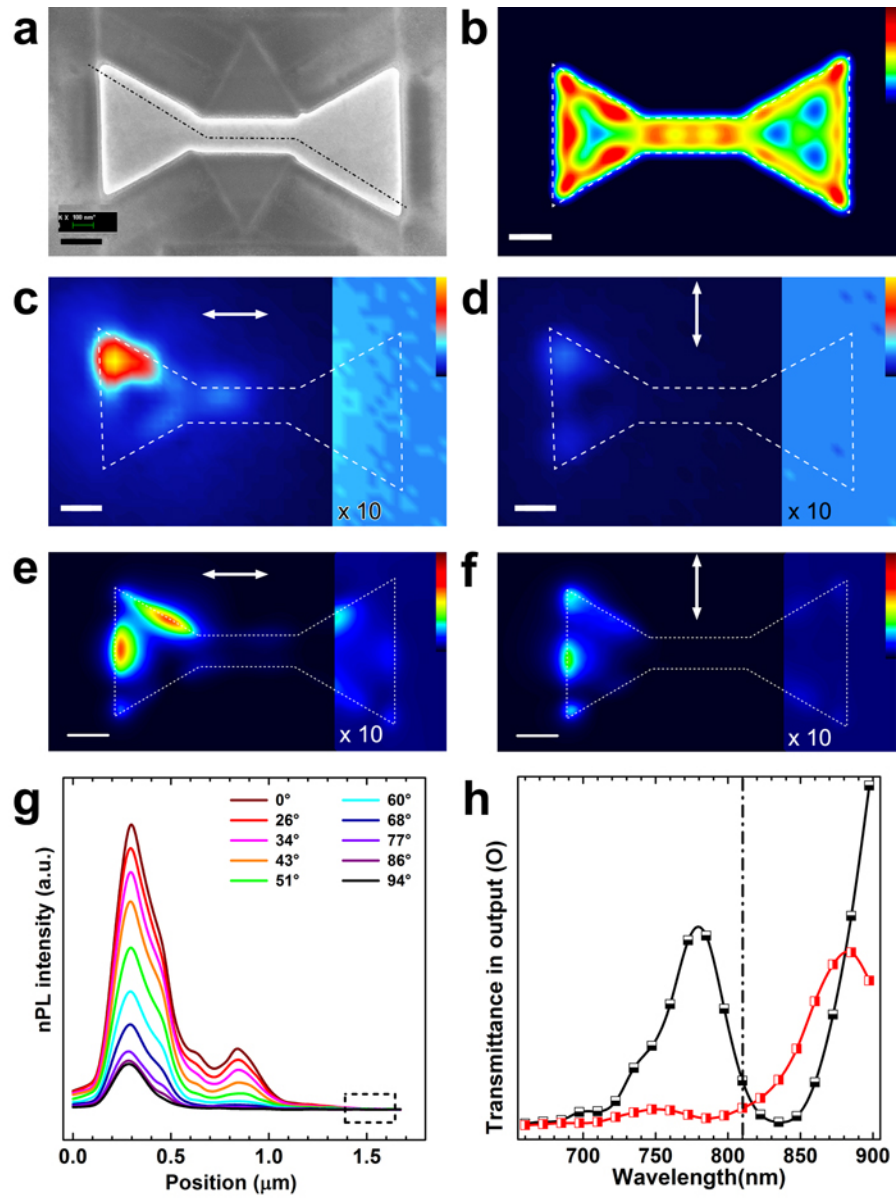 a
b
K X 100 nm*
c
d
x 10
x 10
e
f
x 10
x 10
g
h
nPL intensity (a.u.)
0°
60°
26°
68°
34°
77°
43°
86°
51°
94°
0.0 0.5 1.0 1.5
Position (μm)
Transmittance in output (O)
700 750 800 850 900
Wavelength(nm)